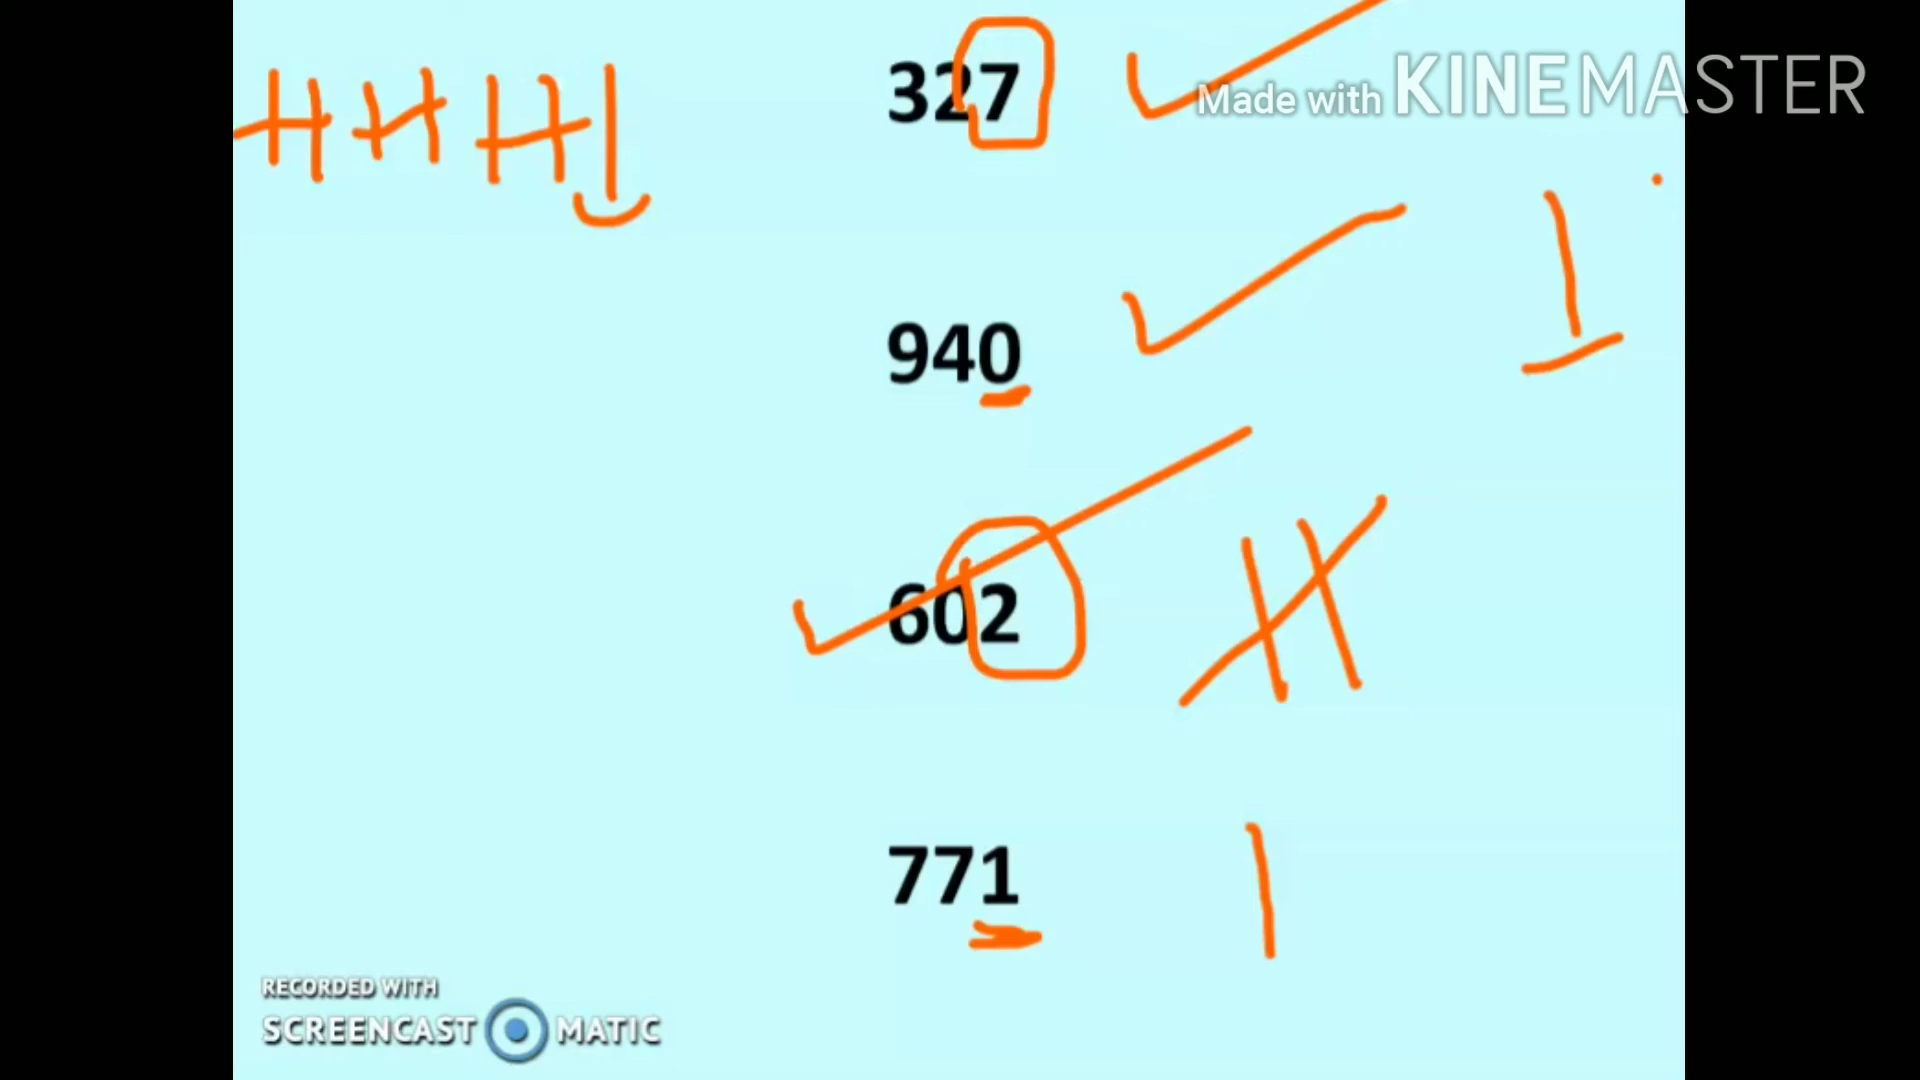 327
Made with KINEMASTER
940
602
771
RECORDED WITH
SCREENCAST MATIC